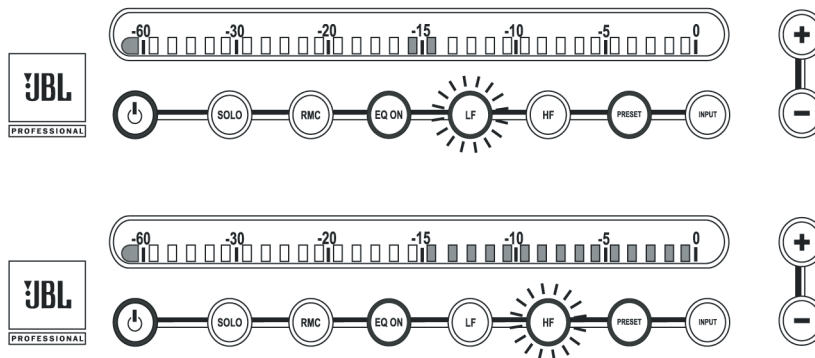 -60 -30 -20 -15 -10 -5 0
JBL
PROFESSIONAL
SOLO RMC EQ ON LF HF PRESET INPUT
-60 -30 -20 -15 -10 -5 0
JBL
PROFESSIONAL
SOLO RMC EQ ON LF HF PRESET INPUT